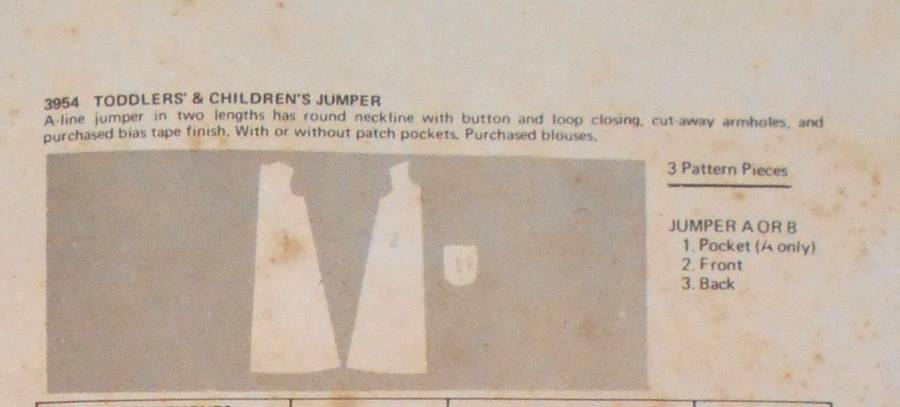 3954 TODDLERS' & CHILDREN'S JUMPER
A-line jumper in two lengths has round neckline with button and loop closing, cut-away armholes, and
purchased bias tape finish. With or without patch pockets. Purchased blouses.
3 Pattern Pieces
JUMPER A OR B
1. Pocket (A only)
2. Front
3. Back
3
2
1